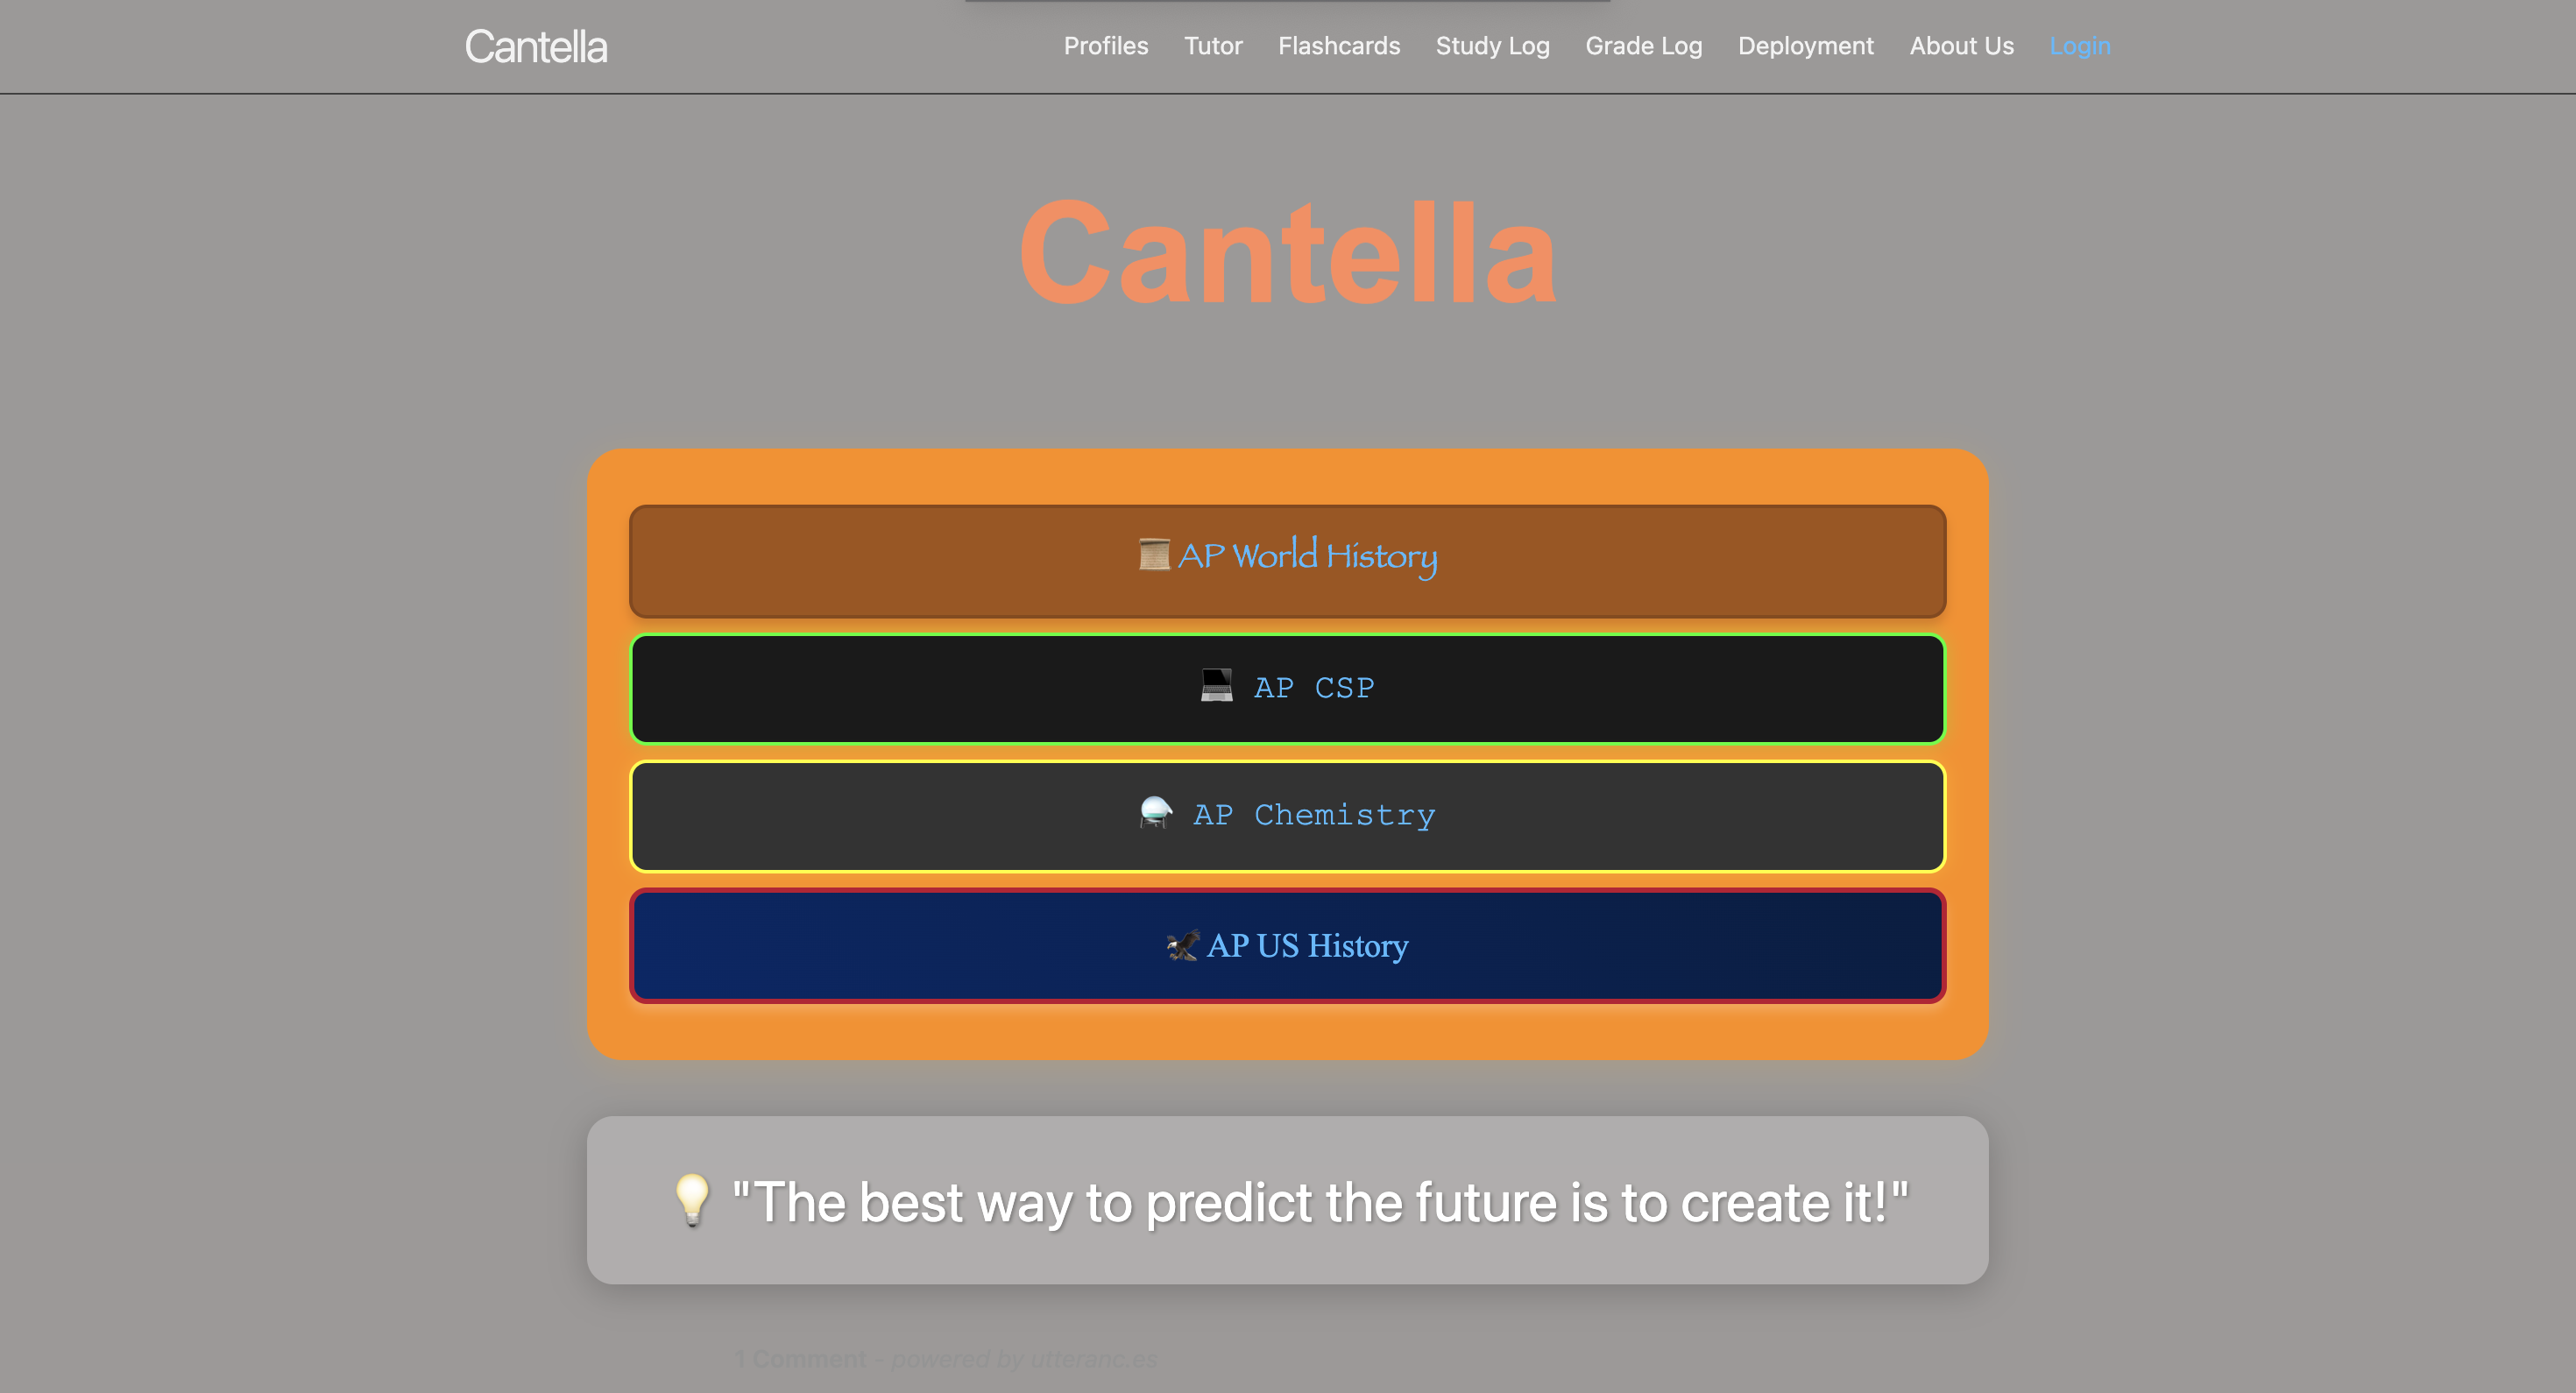 Cantella
Profiles Tutor Flashcards Study Log Grade Log Deployment About Us Login
Cantella
AP World History
AP CSP
AP Chemistry
AP US History
"The best way to predict the future is to create it!"
1 Comment - powered by utteranc.es